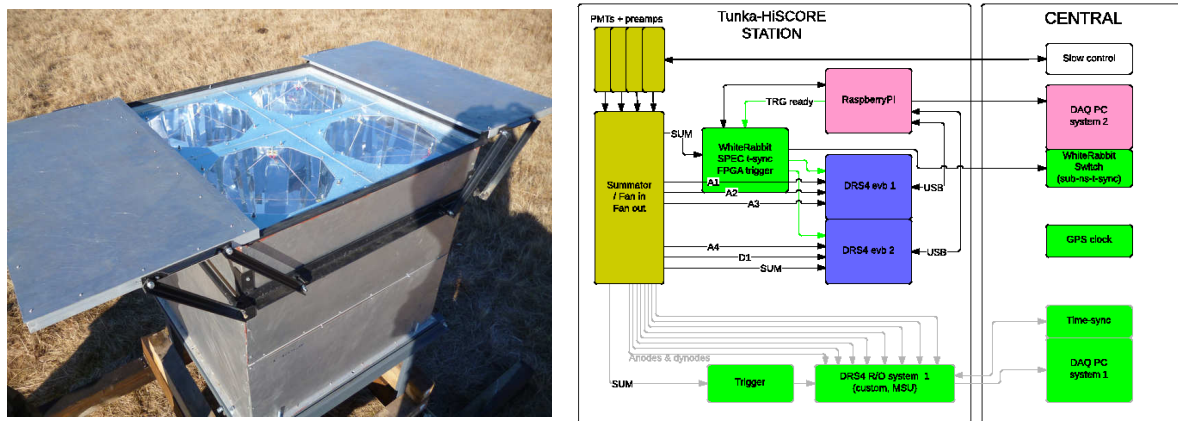 Tunka-HiSCORE
STATION
CENTRAL
PMTs + preamps
Slow control
TRG ready
RaspberryPi
DAQ PC
system 2
SUM
WhiteRabbit
SPEC t-sync
FPGA trigger
WhiteRabbit
Switch
(sub-ns-t-sync)
Summator
/ Fan in
Fan out
A1
A2
A3
DRS4 evb 1
USB
GPS clock
A4
D1
SUM
DRS4 evb 2
USB
Time-sync
Anodes & dynodes
SUM
Trigger
DRS4 R/O system 1
(custom, MSU)
DAQ PC
system 1